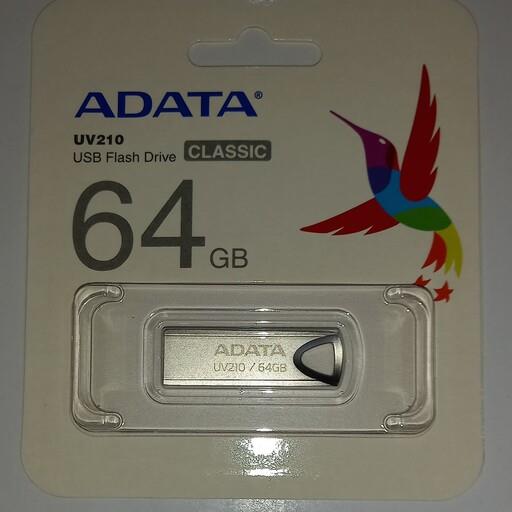 ADATA®
UV210
USB Flash Drive CLASSIC
64 GB
ADATA
UV210 / 64GB